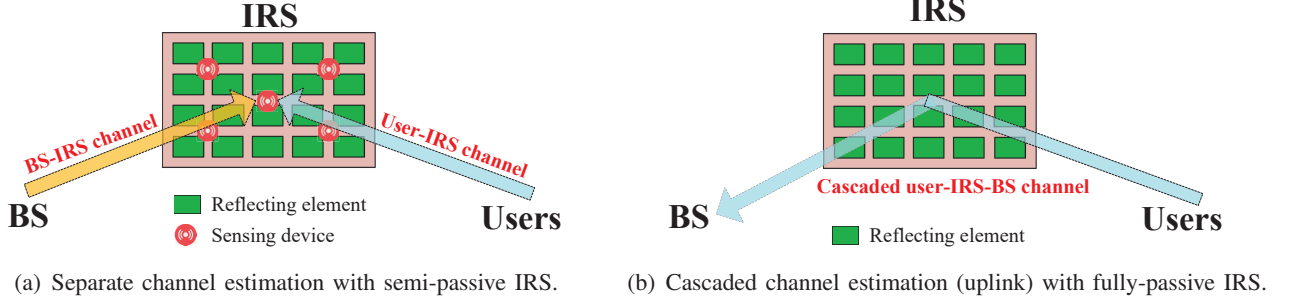 IRS
BS-IRS channel
User-IRS channel
BS
Users
Reflecting element
Sensing device
(a) Separate channel estimation with semi-passive IRS.
IRS
Cascaded user-IRS-BS channel
BS
Users
Reflecting element
(b) Cascaded channel estimation (uplink) with fully-passive IRS.